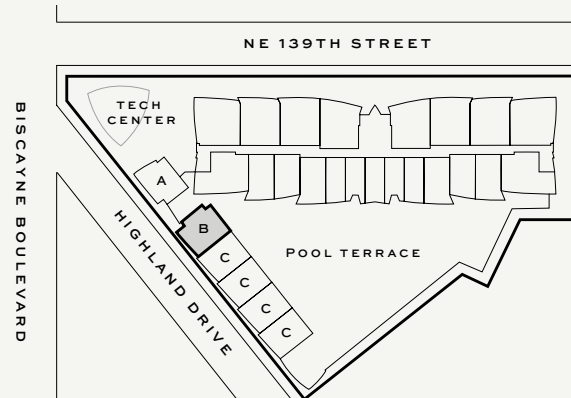 NE 139TH STREET
BISCAYNE BOULEVARD
TECH
CENTER
A
HIGHLAND DRIVE
B
POOL TERRACE
C
C
C
C